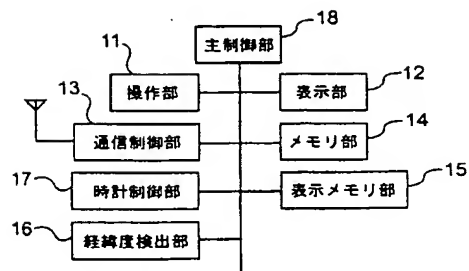 18
主制御部
11
操作部
12
表示部
13
通信制御部
14
メモリ部
17
時計制御部
15
表示メモリ部
16
経緯度検出部